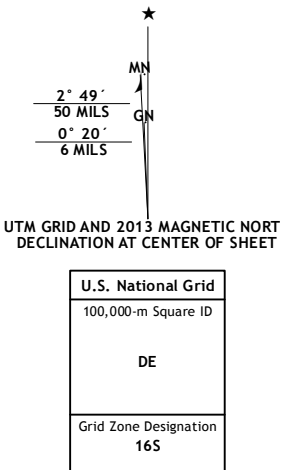 ★
MN
2° 49´
50 MILS
GN
0° 20´
6 MILS
UTM GRID AND 2013 MAGNETIC NORT
DECLINATION AT CENTER OF SHEET
U.S. National Grid
100,000-m Square ID
DE
Grid Zone Designation
16S